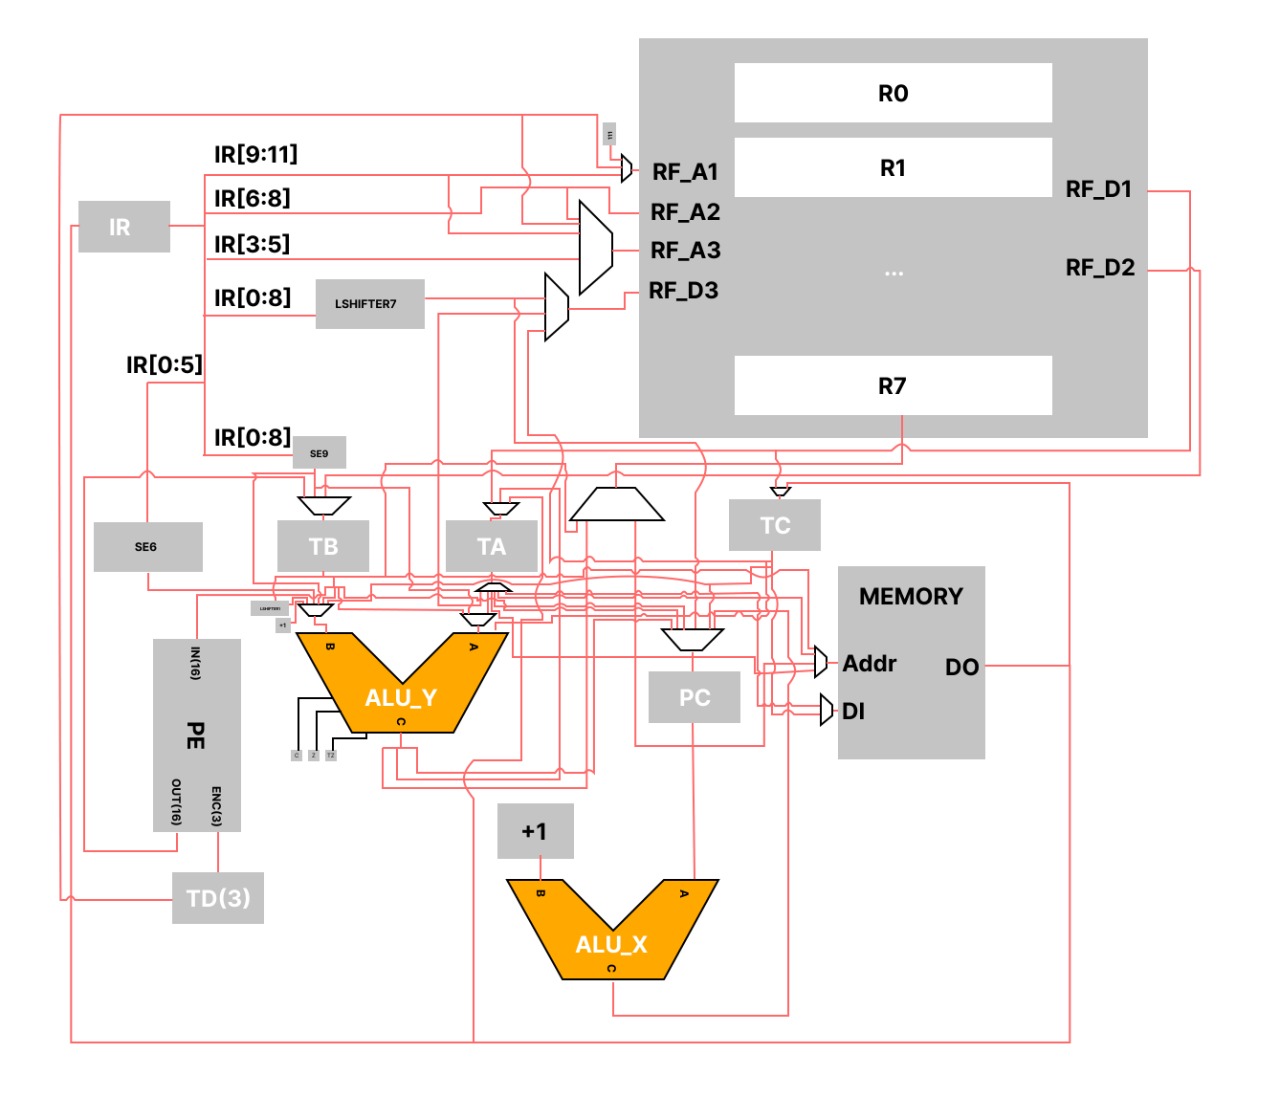 R0
111
IR[9:11]
R1
RF_A1
RF_D1
IR[6:8]
RF_A2
IR
IR[3:5]
RF_A3
RF_D2
...
RF_D3
IR[0:8]
LSHIFTER7
IR[0:5]
R7
IR[0:8]
SE9
TC
SE6
TB
TA
MEMORY
LSHIFTER1
+1
B
A
IN(16)
Addr
DO
ALU_Y
PC
DI
C
PE
C
Z
TZ
OUT(16)
ENC(3)
+1
TD(3)
B
A
ALU_X
C